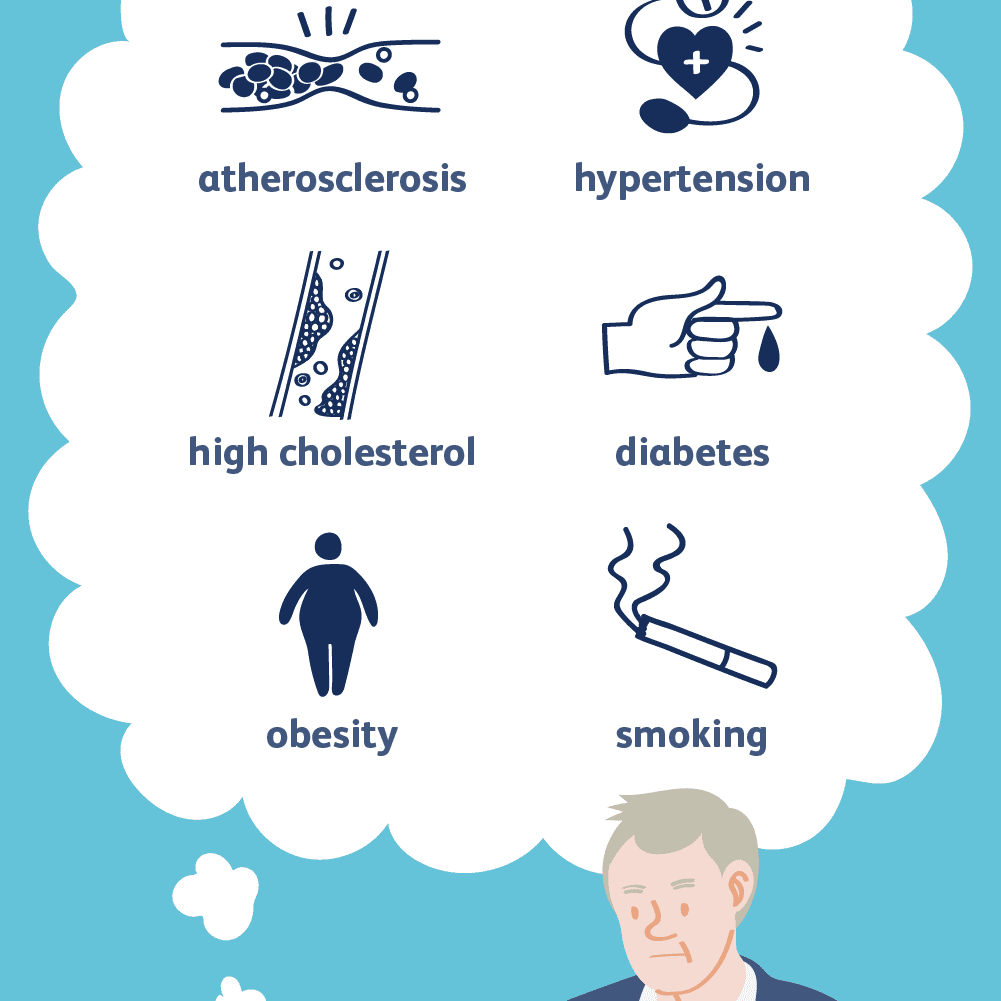 atherosclerosis
hypertension
high cholesterol
diabetes
obesity
smoking